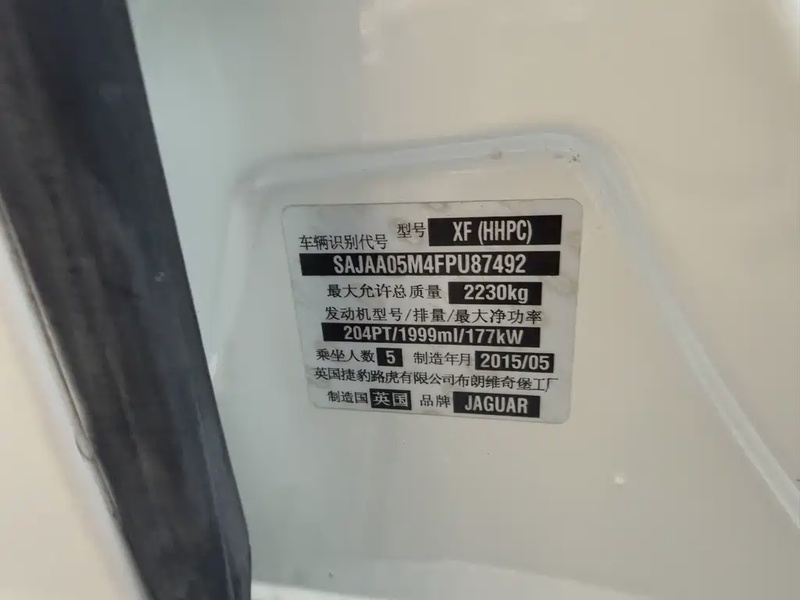 型号 XF (HHPC)
车辆识别代号
SAJAA05M4FPU87492
最大允许总质量 2230kg
发动机型号/排量/最大净功率
204PT/1999ml/177kW
乘坐人数 5 制造年月 2015/05
英国捷豹路虎有限公司布朗维奇堡工厂
制造国 英国 品牌 JAGUAR